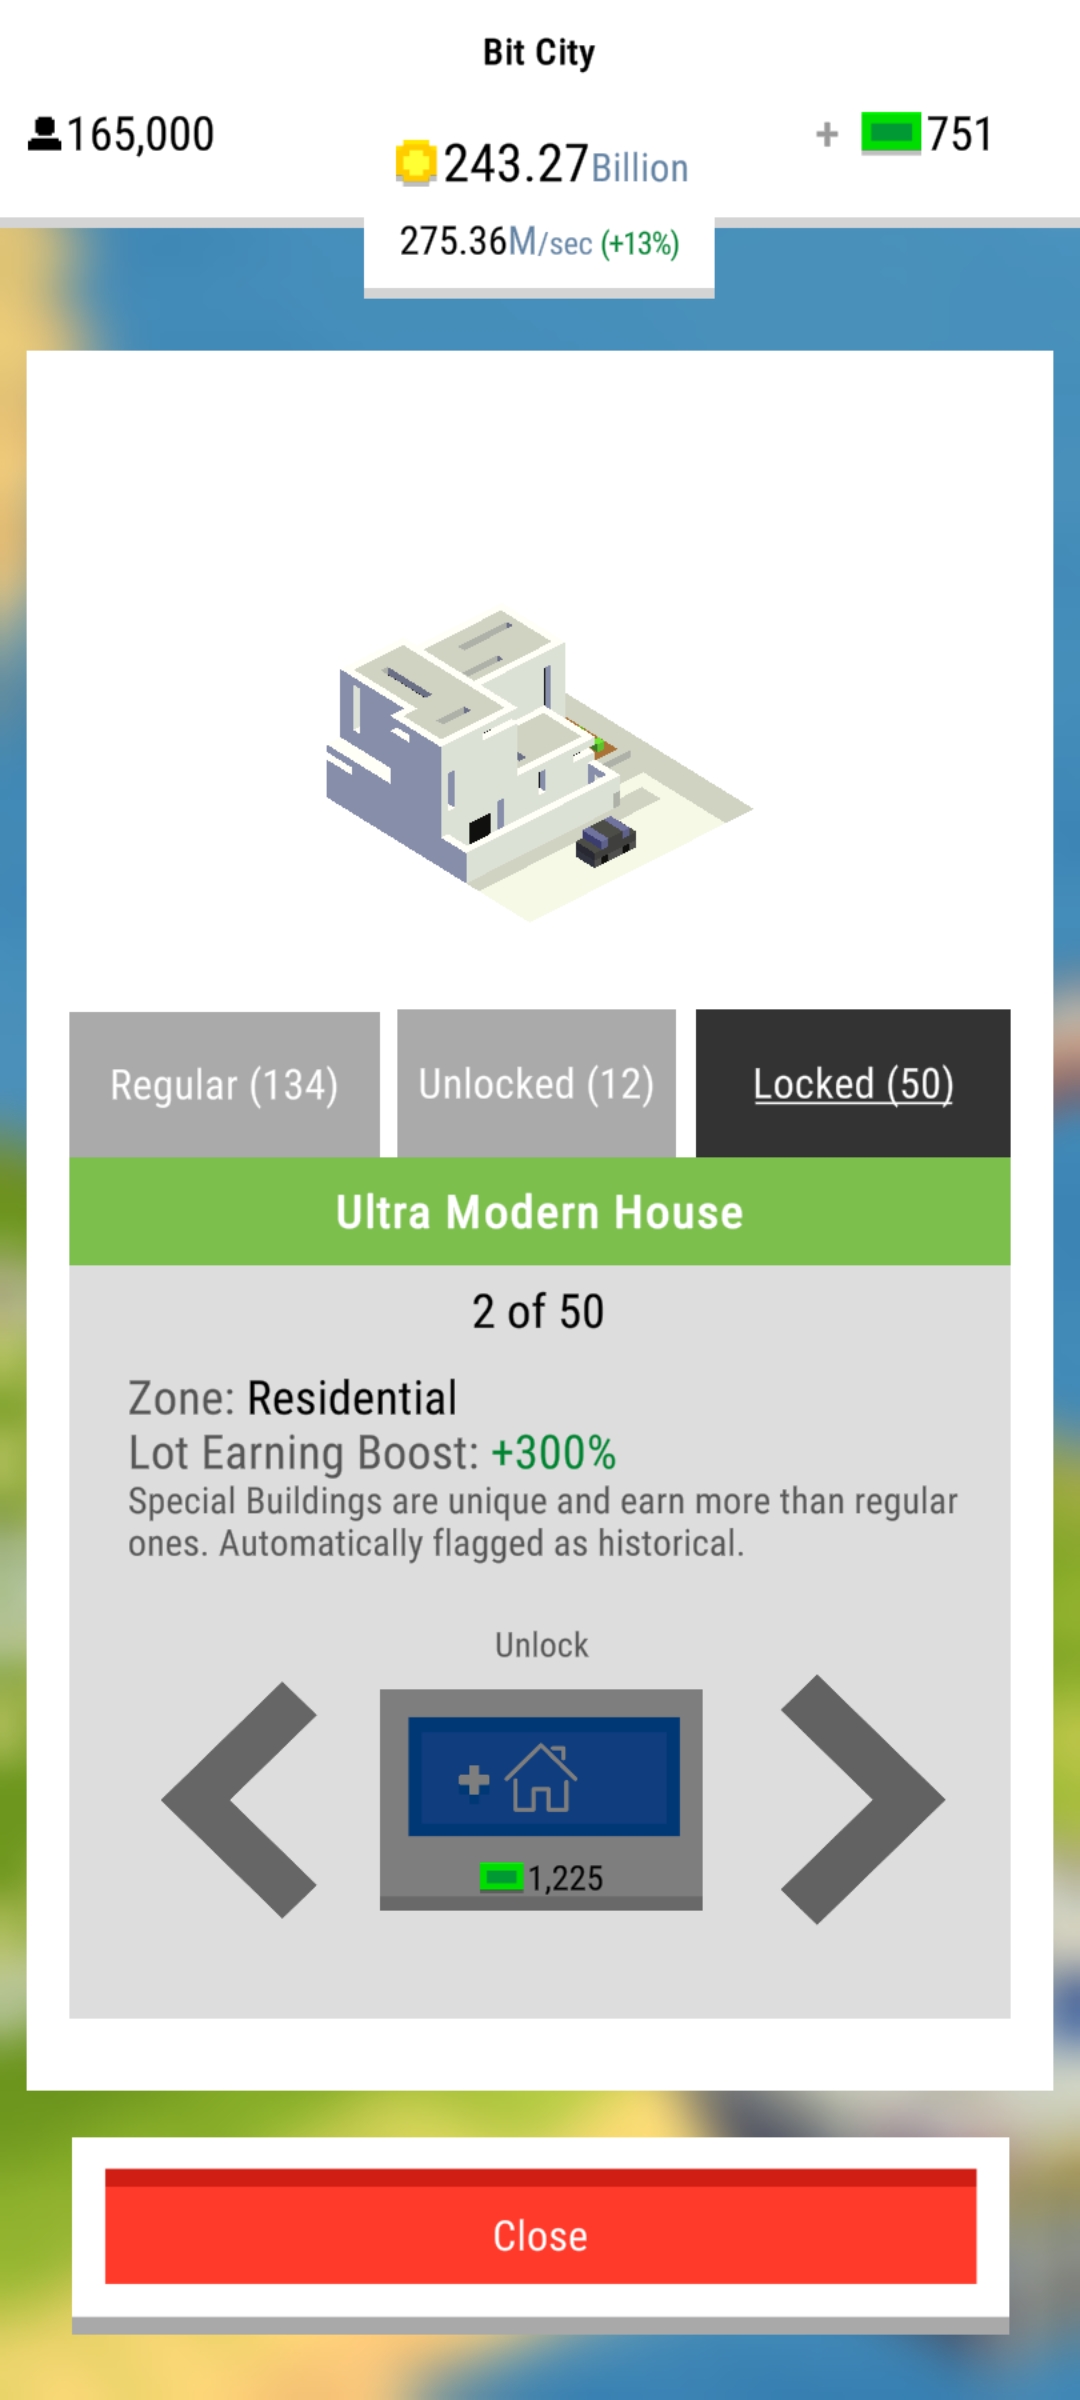 Bit City
165,000
243.27Billion
+ 751
275.36M/sec (+13%)
Regular (134)
Unlocked (12)
Locked (50)
Ultra Modern House
2 of 50
Zone: Residential
Lot Earning Boost: +300%
Special Buildings are unique and earn more than regular
ones. Automatically flagged as historical.
Unlock
+
1,225
Close